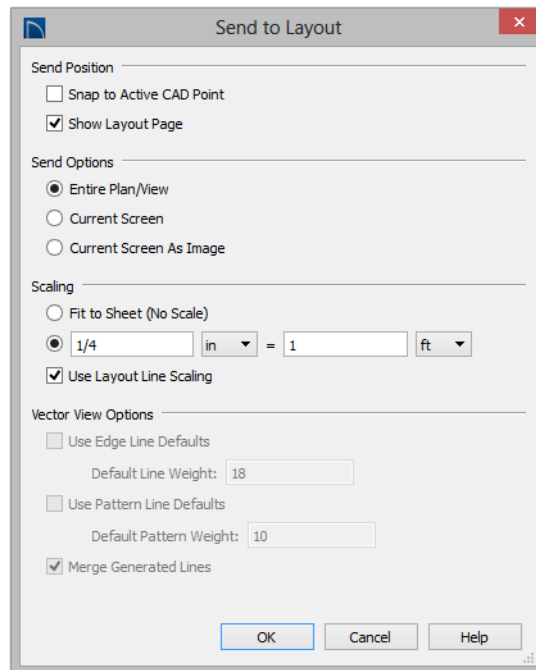 Send to Layout
Send Position
Snap to Active CAD Point
Show Layout Page
Send Options
Entire Plan/View
Current Screen
Current Screen As Image
Scaling
Fit to Sheet (No Scale)
1/4 in = 1 ft
Use Layout Line Scaling
Vector View Options
Use Edge Line Defaults
Default Line Weight: 18
Use Pattern Line Defaults
Default Pattern Weight: 10
Merge Generated Lines
OK Cancel Help